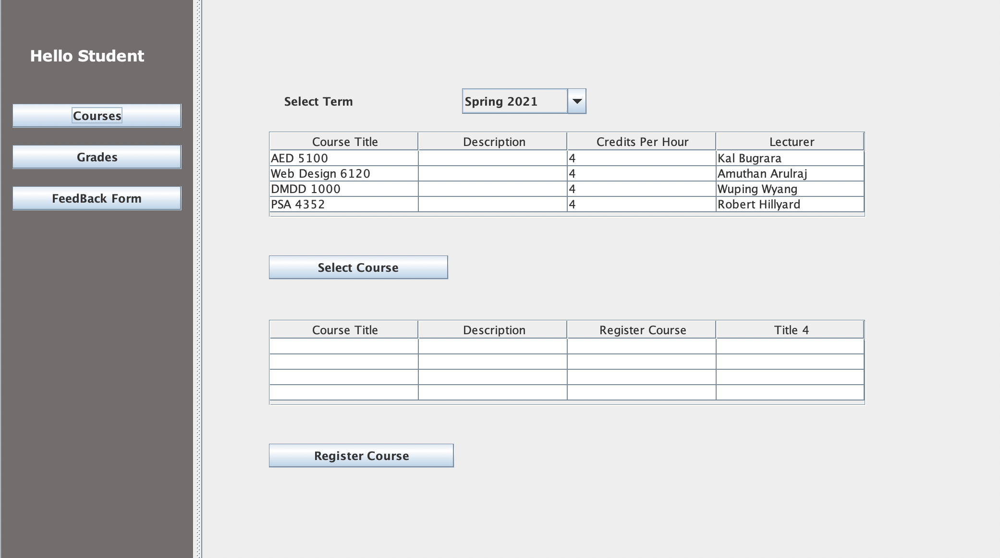 Hello Student
Courses
Grades
FeedBack Form
Select Term Spring 2021
Course Title Description Credits Per Hour Lecturer
AED 5100 4 Kal Bugrara
Web Design 6120 4 Amuthan Arulraj
DMDD 1000 4 Wuping Wyang
PSA 4352 4 Robert Hillyard
Select Course
Course Title Description Register Course Title 4
Register Course